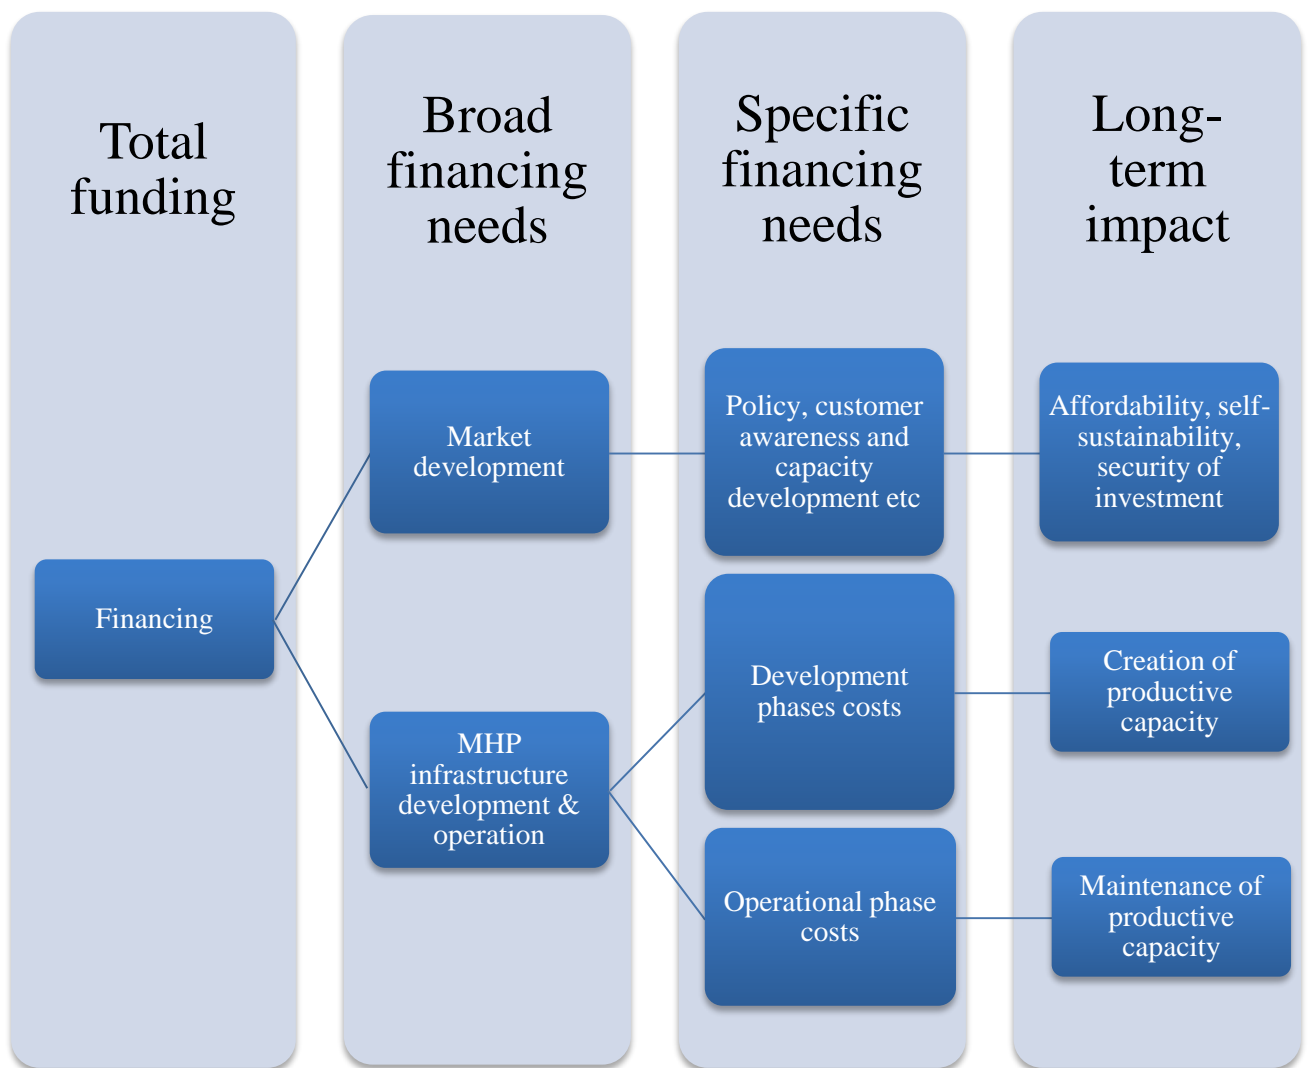 Total
funding
Broad
financing
needs
Specific
financing
needs
Long-
term
impact
Financing
Market
development
MHP
infrastructure
development &
operation
Policy, customer
awareness and
capacity
development etc
Development
phases costs
Operational phase
costs
Affordability, self-
sustainability,
security of
investment
Creation of
productive
capacity
Maintenance of
productive
capacity